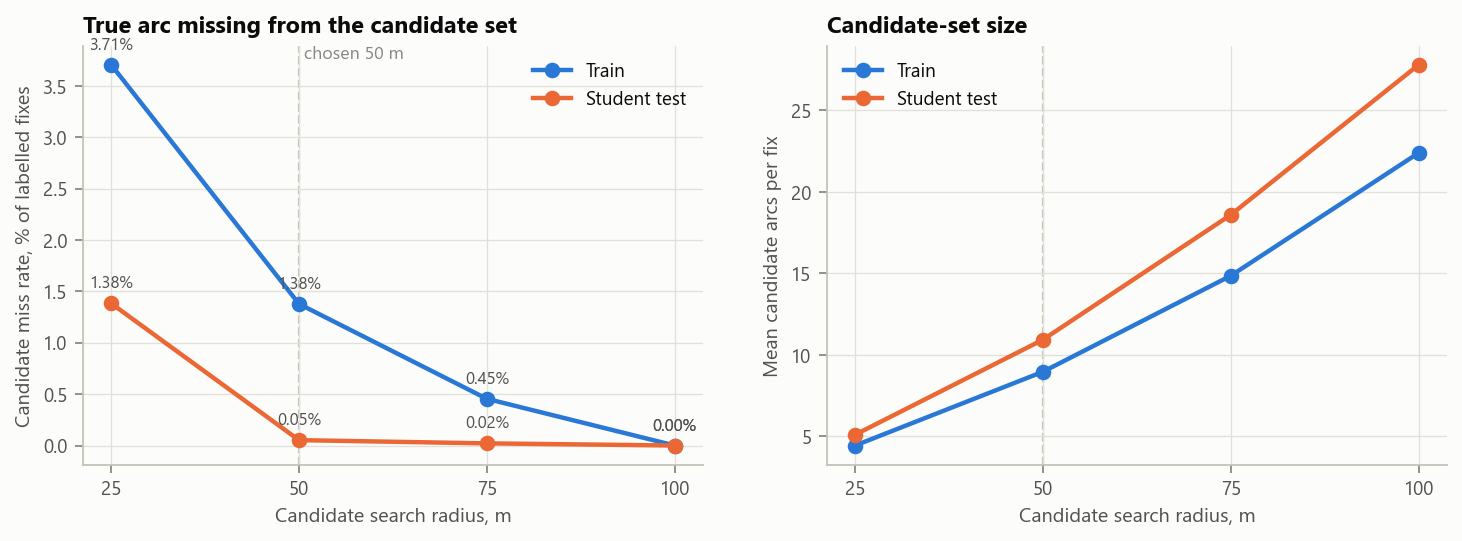 True arc missing from the candidate set
3.71%
chosen 50 m
Train
Student test
1.38%
1.38%
0.45%
0.05%
0.02%
0.00%
0.00%
3.5
3.0
2.5
2.0
1.5
1.0
0.5
0.0
Candidate miss rate, % of labelled fixes
25 50 75 100
Candidate search radius, m
Candidate-set size
Train
Student test
25
20
15
10
5
Mean candidate arcs per fix
25 50 75 100
Candidate search radius, m